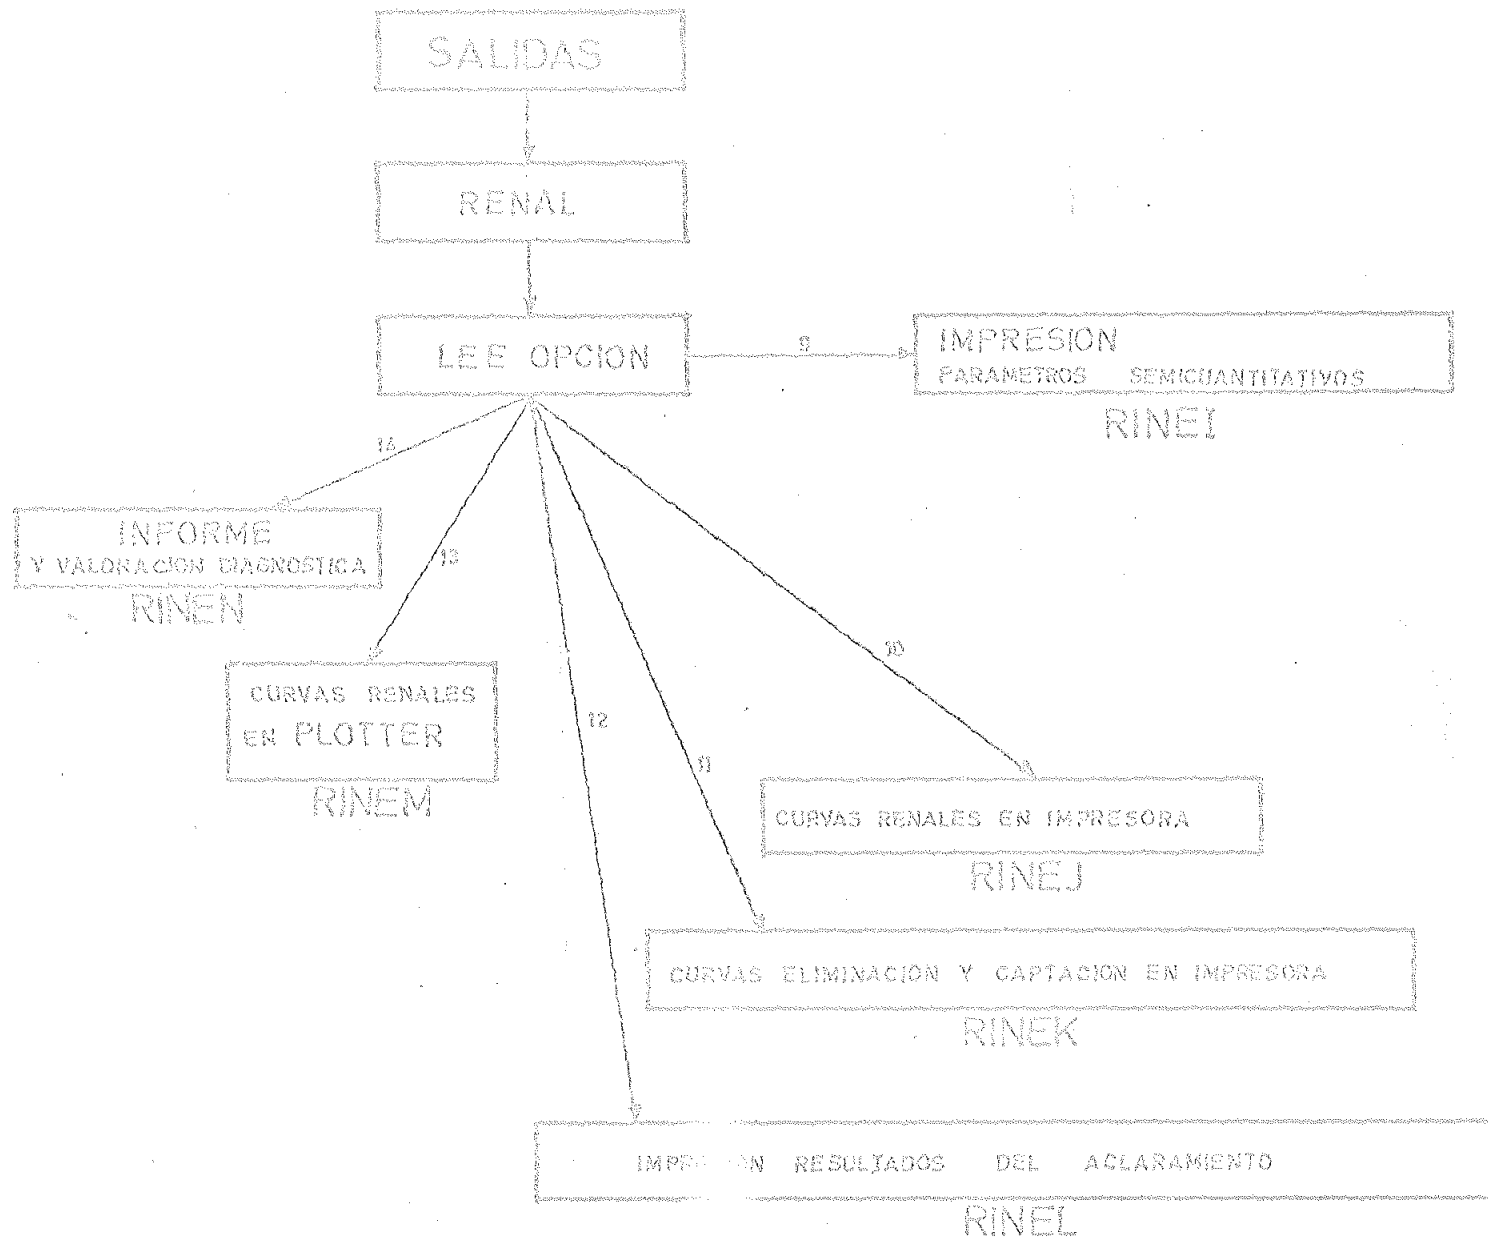 SALIDAS
RENAL
LEE OPCION
9
IMPRESION
PARAMETROS SEMICUANTITATIVOS
RINEI
14
INFORME
Y VALORACION DIAGNOSTICA
RINEN
13
CURVAS RENALES
EN PLOTTER
RINEM
12
11
10
CURVAS RENALES EN IMPRESORA
RINEJ
CURVAS ELIMINACION Y CAPTACION EN IMPRESORA
RINEK
RESULTADOS DEL ACLARAMIENTO
RINEL